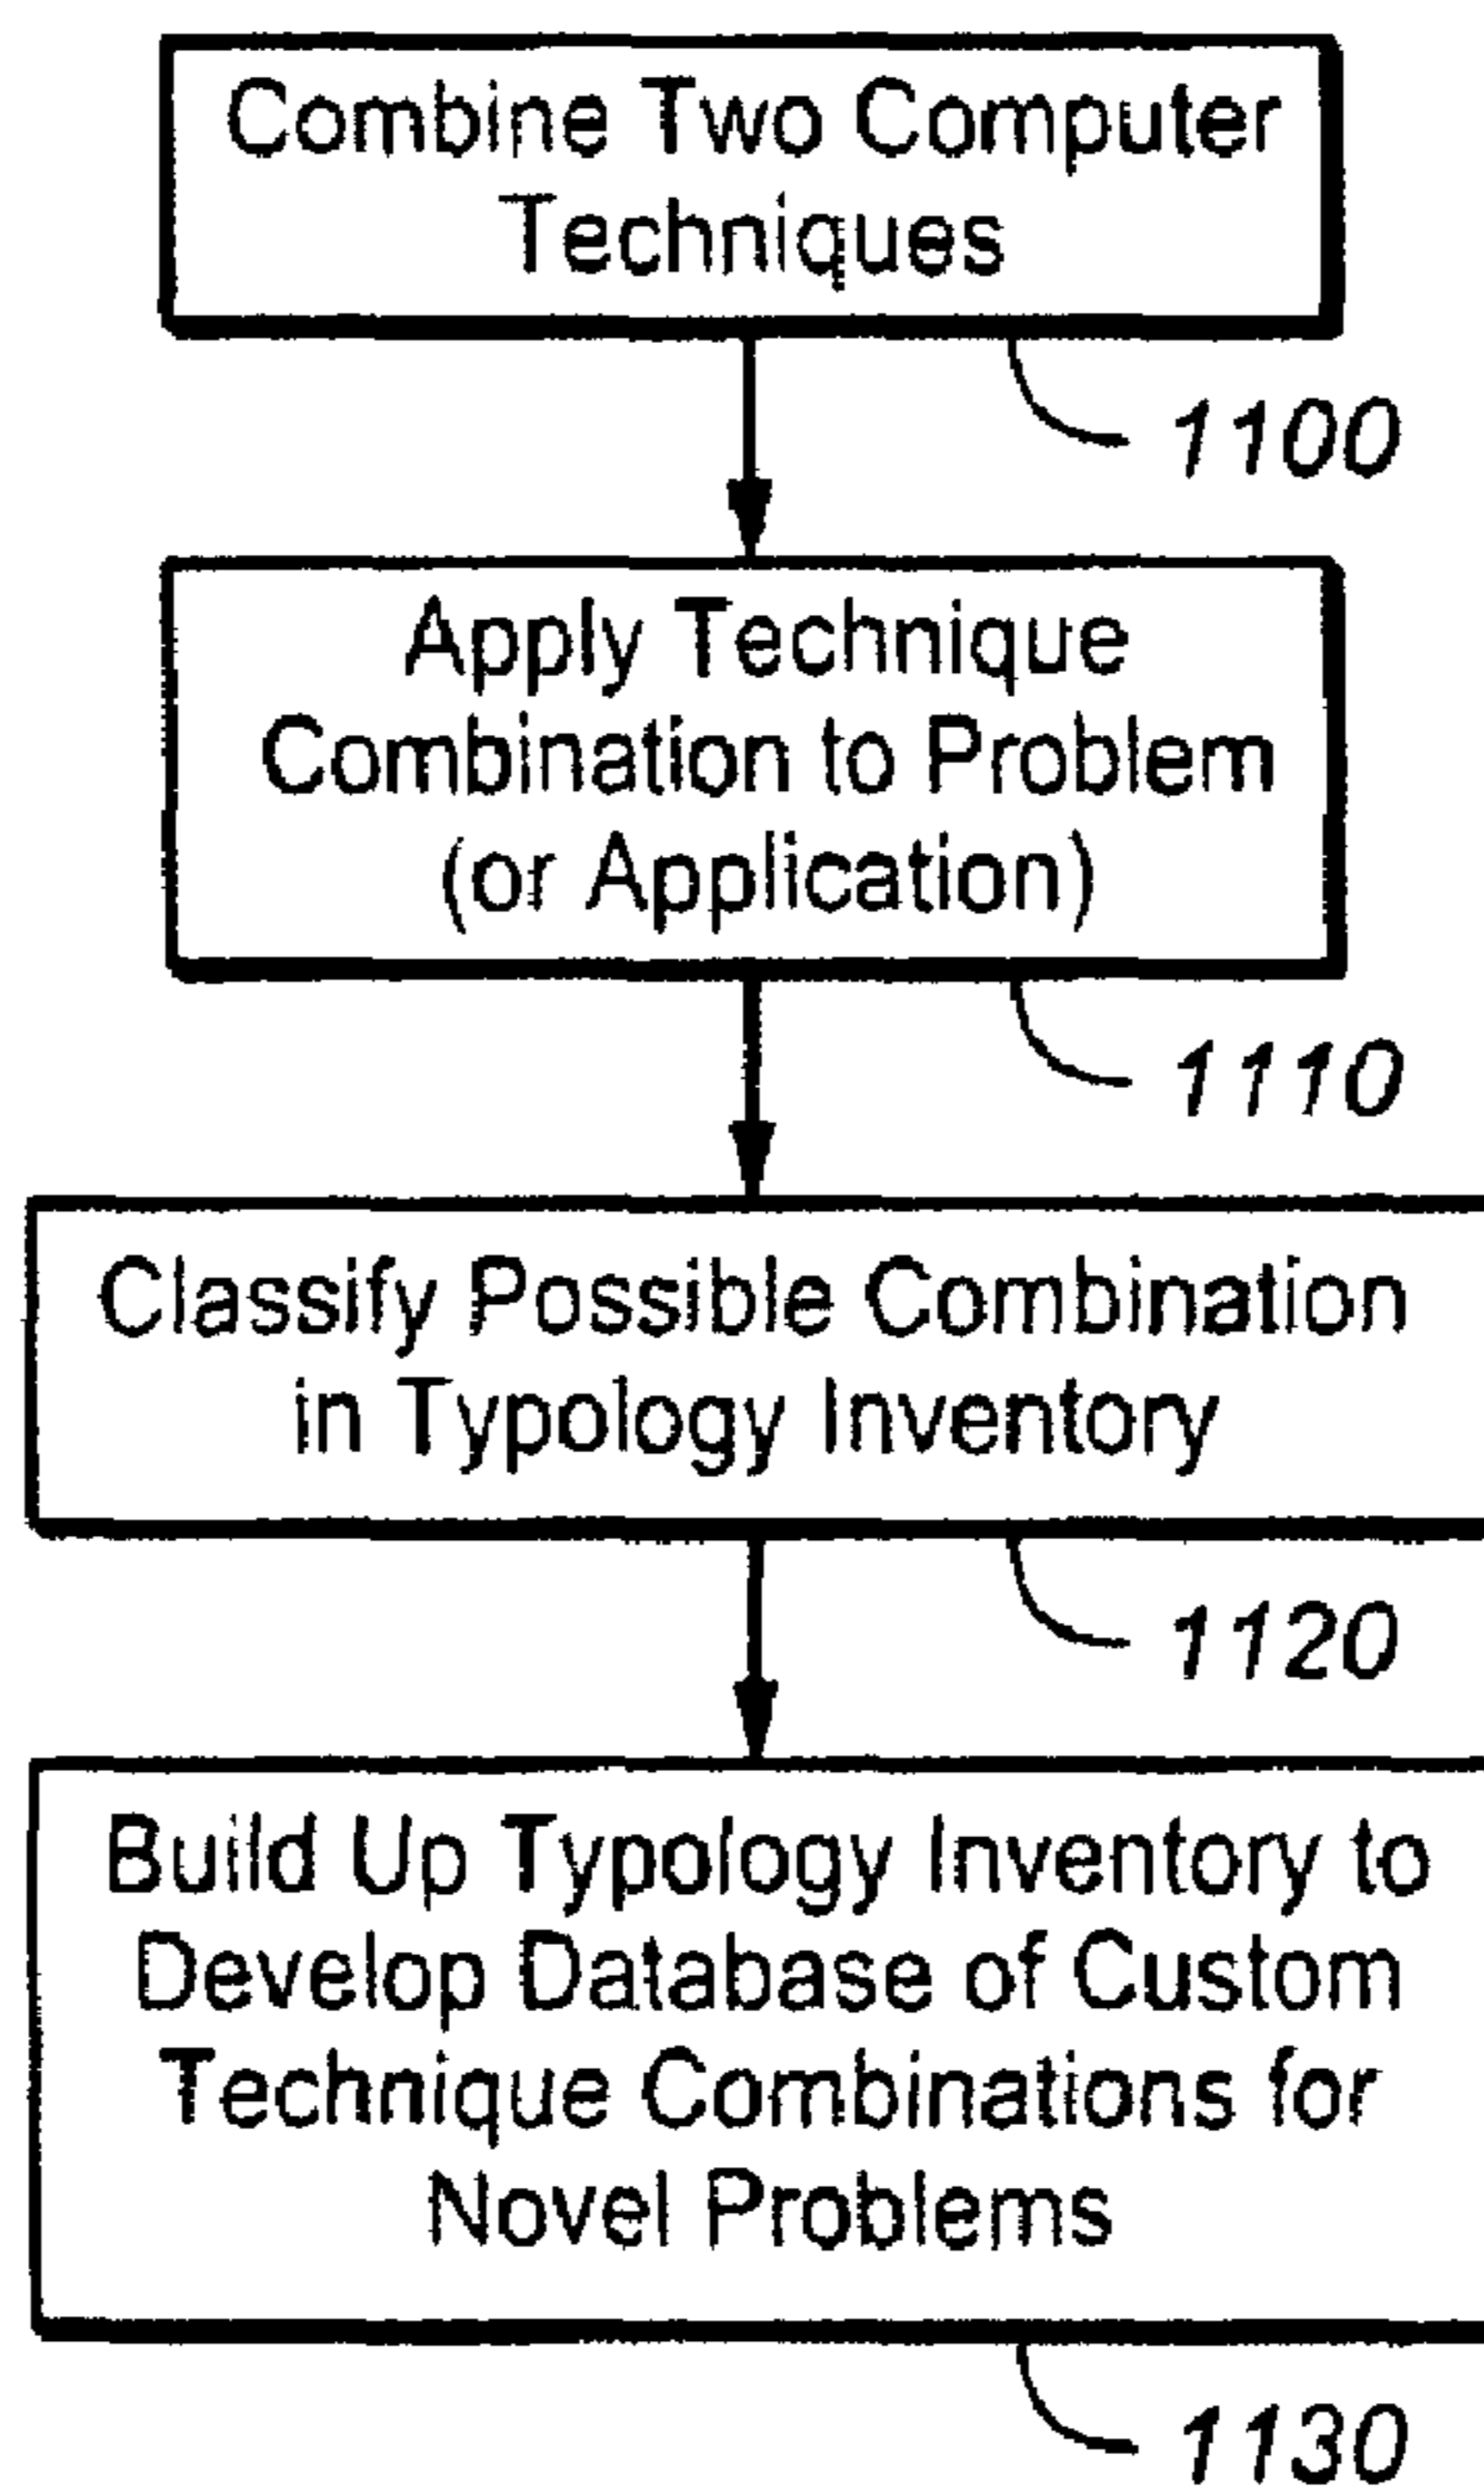 Combine Two Computer
Techniques
1100
Apply Technique
Combination to Problem
(or Application)
1110
Classify Possible Combination
in Typology Inventory
1120
Build Up Typology Inventory to
Develop Database of Custom
Technique Combinations for
Novel Problems
1130